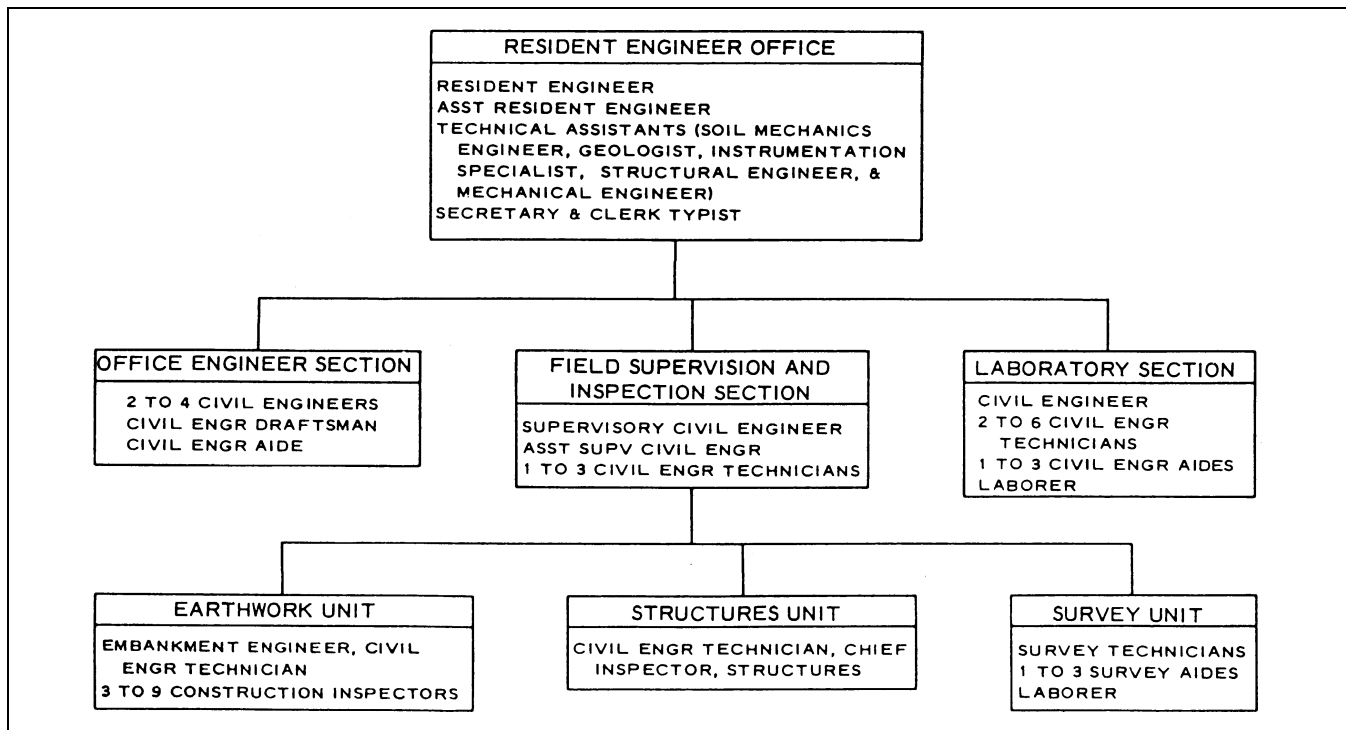 RESIDENT ENGINEER OFFICE
RESIDENT ENGINEER
ASST RESIDENT ENGINEER
TECHNICAL ASSISTANTS (SOIL MECHANICS
ENGINEER, GEOLOGIST, INSTRUMENTATION
SPECIALIST, STRUCTURAL ENGINEER, &
MECHANICAL ENGINEER)
SECRETARY & CLERK TYPIST
OFFICE ENGINEER SECTION
2 TO 4 CIVIL ENGINEERS
CIVIL ENGR DRAFTSMAN
CIVIL ENGR AIDE
FIELD SUPERVISION AND
INSPECTION SECTION
SUPERVISORY CIVIL ENGINEER
ASST SUPV CIVIL ENGR
1 TO 3 CIVIL ENGR TECHNICIANS
LABORATORY SECTION
CIVIL ENGINEER
2 TO 6 CIVIL ENGR
TECHNICIANS
1 TO 3 CIVIL ENGR AIDES
LABORER
EARTHWORK UNIT
EMBANKMENT ENGINEER, CIVIL
ENGR TECHNICIAN
3 TO 9 CONSTRUCTION INSPECTORS
STRUCTURES UNIT
CIVIL ENGR TECHNICIAN, CHIEF
INSPECTOR, STRUCTURES
SURVEY UNIT
SURVEY TECHNICIANS
1 TO 3 SURVEY AIDES
LABORER